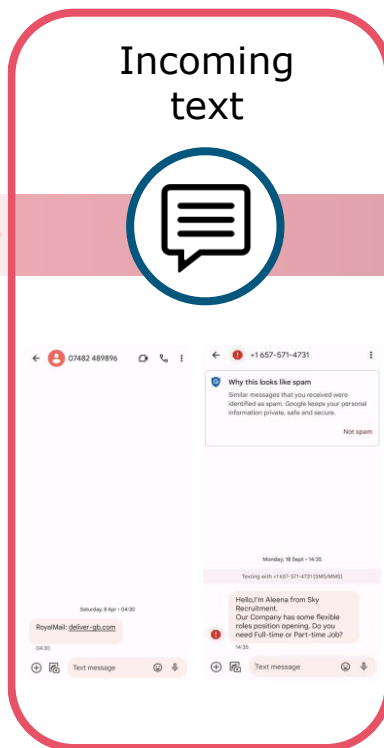 Incoming
text
07482 489896
Saturday, 8 Apr • 04:30
RoyalMail: deliver-gb.com
04:30
Text message
+1 657-571-4731
Why this looks like spam
Similar messages that you received were
identified as spam. Google keeps your personal
information private, safe and secure.
Not spam
Monday, 18 Sept • 14:35
Texting with +1 657-571-4731 (SMS/MMS)
Hello,I'm Aleena from Sky
Recruitment.
Our Company has some flexible
roles position opening. Do you
need Full-time or Part-time Job?
14:35
Text message